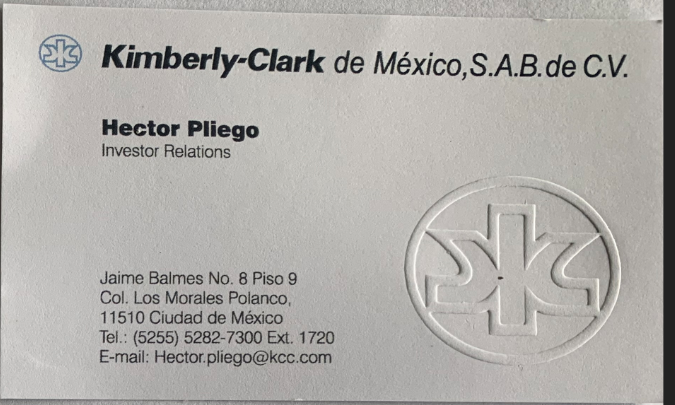 Kimberly-Clark de México, S.A.B. de C.V.
Hector Pliego
Investor Relations
Jaime Balmes No. 8 Piso 9
Col. Los Morales Polanco,
11510 Ciudad de México
Tel.: (5255) 5282-7300 Ext. 1720
E-mail: Hector.pliego@kcc.com